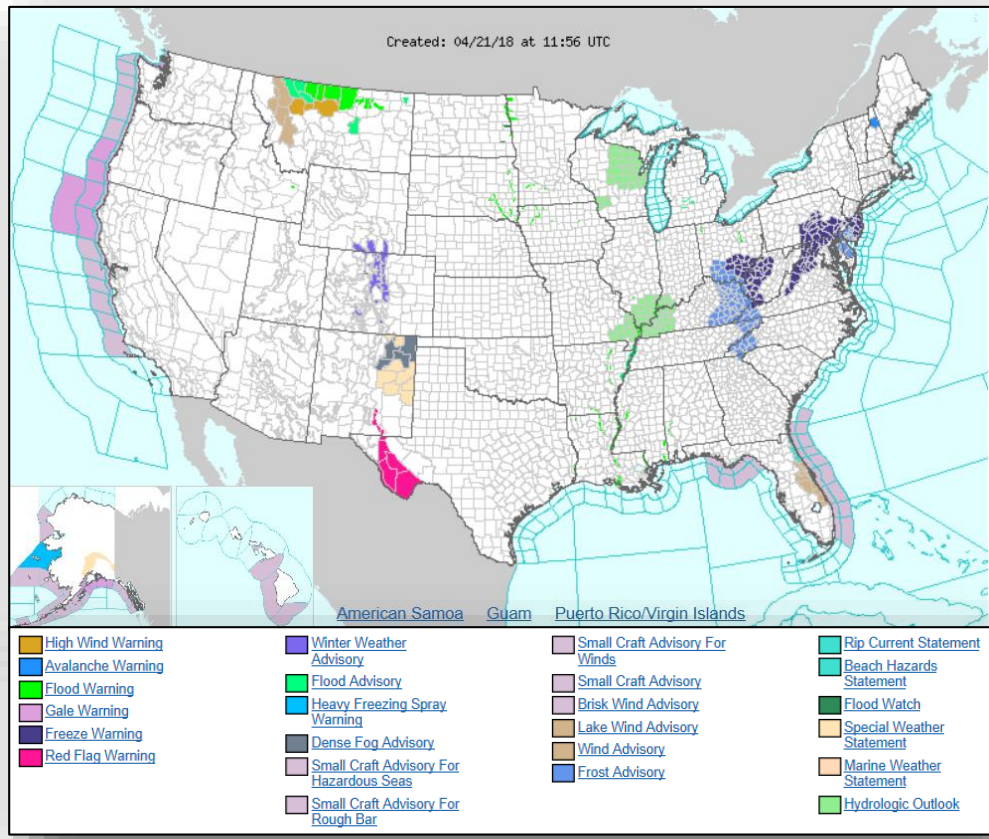 Created: 04/21/18 at 11:56 UTC
American Samoa Guam Puerto Rico/Virgin Islands
High Wind Warning
Avalanche Warning
Flood Warning
Gale Warning
Freeze Warning
Red Flag Warning
Winter Weather
Advisory
Flood Advisory
Heavy Freezing Spray
Warning
Dense Fog Advisory
Small Craft Advisory For
Hazardous Seas
Small Craft Advisory For
Rough Bar
Small Craft Advisory For
Winds
Small Craft Advisory
Brisk Wind Advisory
Lake Wind Advisory
Wind Advisory
Frost Advisory
Rip Current Statement
Beach Hazards
Statement
Flood Watch
Special Weather
Statement
Marine Weather
Statement
Hydrologic Outlook